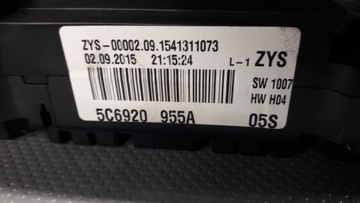 ZYS-00002.09.1541311073
02.09.2015 21:15:24 L-1 ZYS
SW 1007
HW H04
5C6920 955A 05S